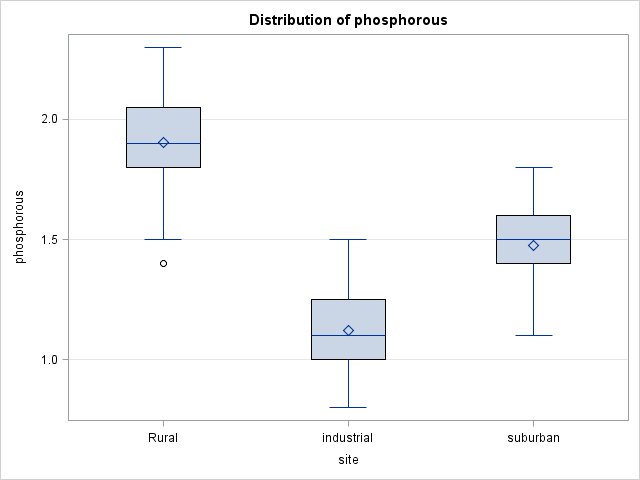 Distribution of phosphorous
2.0
1.5
1.0
phosphorous
Rural
industrial
suburban
site